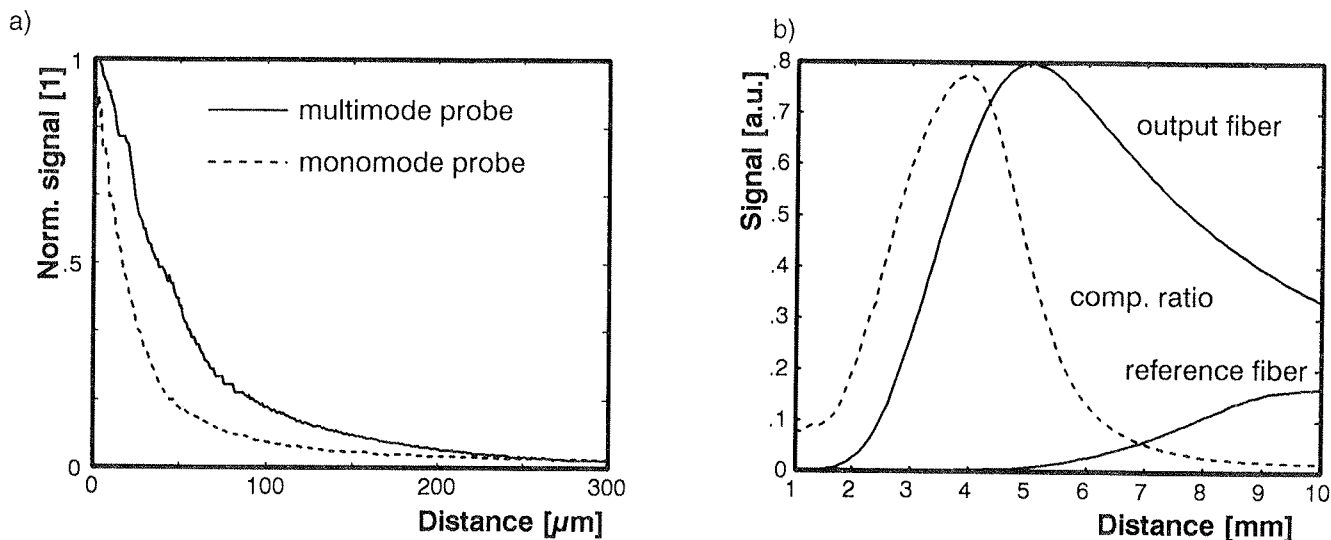 a)
Norm. signal [1]
1
.5
0
multimode probe
monomode probe
0
100
200
300
Distance [µm]
b)
Signal [a.u.]
.8
.7
.6
.5
.4
.3
.2
.1
0
output fiber
comp. ratio
reference fiber
1
2
3
4
5
6
7
8
9
10
Distance [mm]